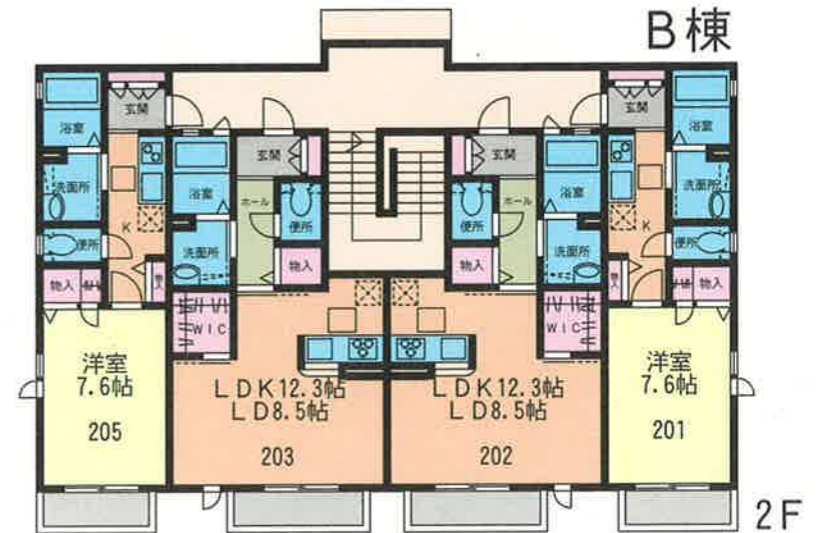 B棟
玄関
玄関
浴室
浴室
玄関
玄関
浴室
浴室
洗面所
洗面所
ホール
ホール
便所
便所
K
K
洗面所
洗面所
便所
便所
物入
物入
物入
物入
物入
物入
WIC
WIC
洋室
7.6帖
205
LDK12.3帖
LD8.5帖
203
LDK12.3帖
LD8.5帖
202
洋室
7.6帖
201
2F